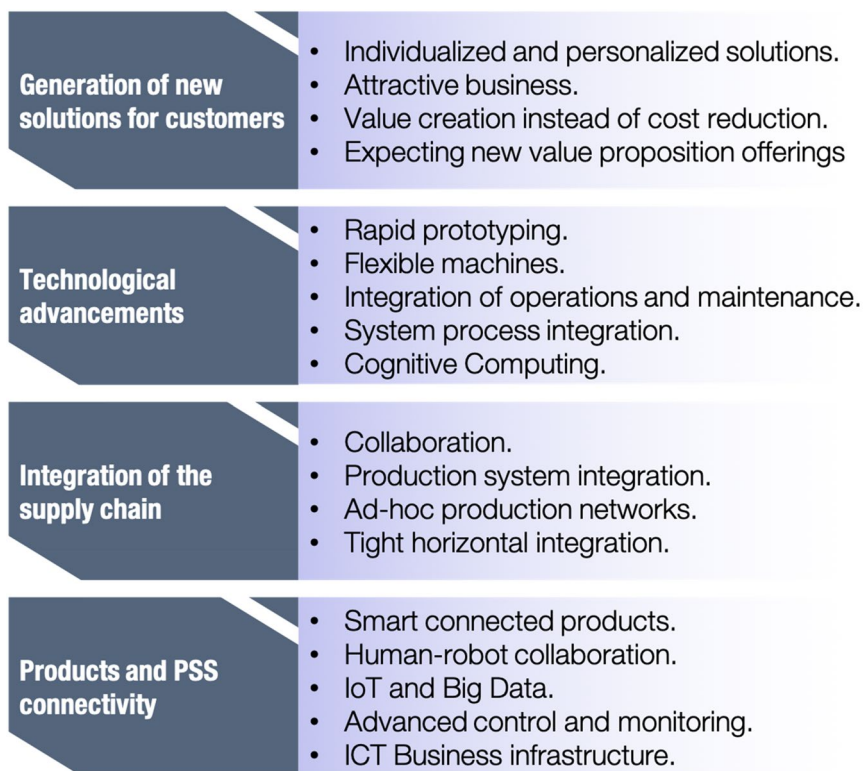 Generation of new
solutions for customers
• Individualized and personalized solutions.
• Attractive business.
• Value creation instead of cost reduction.
• Expecting new value proposition offerings
Technological
advancements
• Rapid prototyping.
• Flexible machines.
• Integration of operations and maintenance.
• System process integration.
• Cognitive Computing.
Integration of the
supply chain
• Collaboration.
• Production system integration.
• Ad-hoc production networks.
• Tight horizontal integration.
Products and PSS
connectivity
• Smart connected products.
• Human-robot collaboration.
• IoT and Big Data.
• Advanced control and monitoring.
• ICT Business infrastructure.